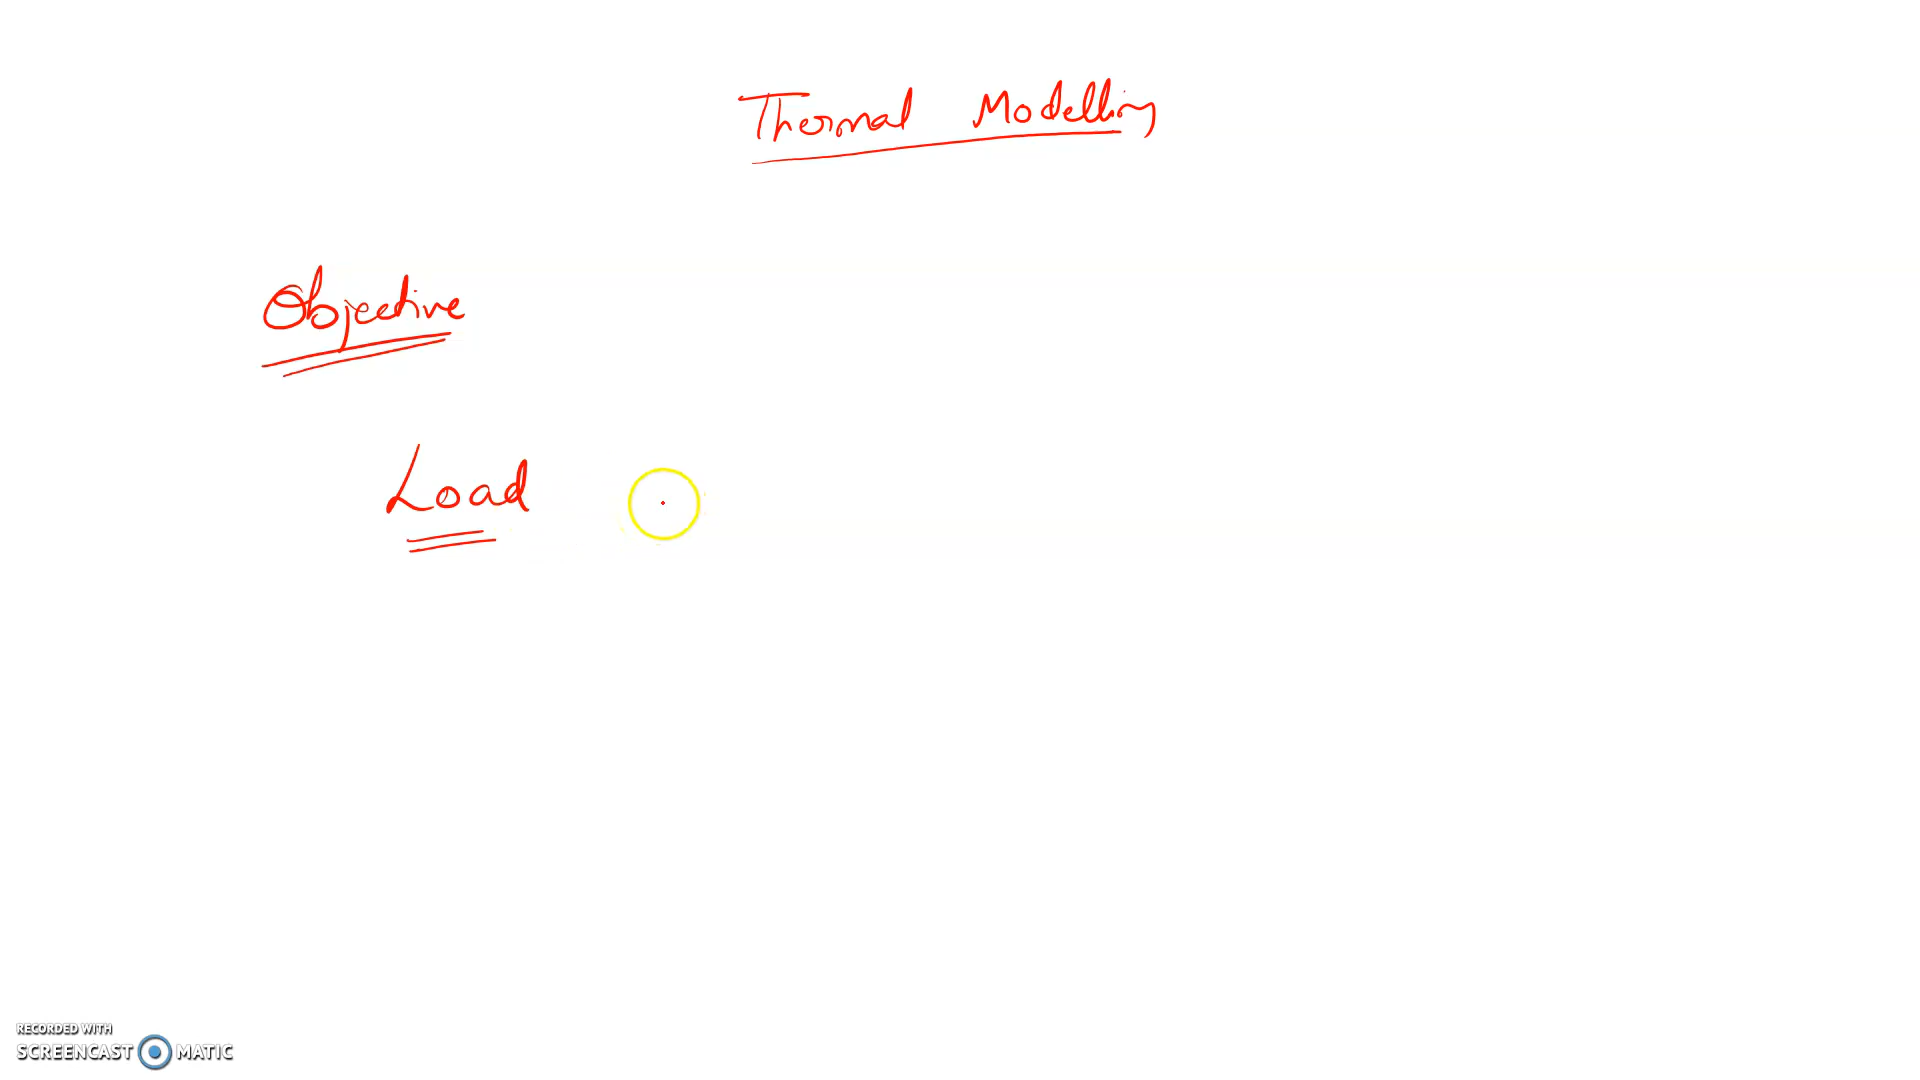 Thermal Modelling
Objective
Load
RECORDED WITH
SCREENCAST MATIC